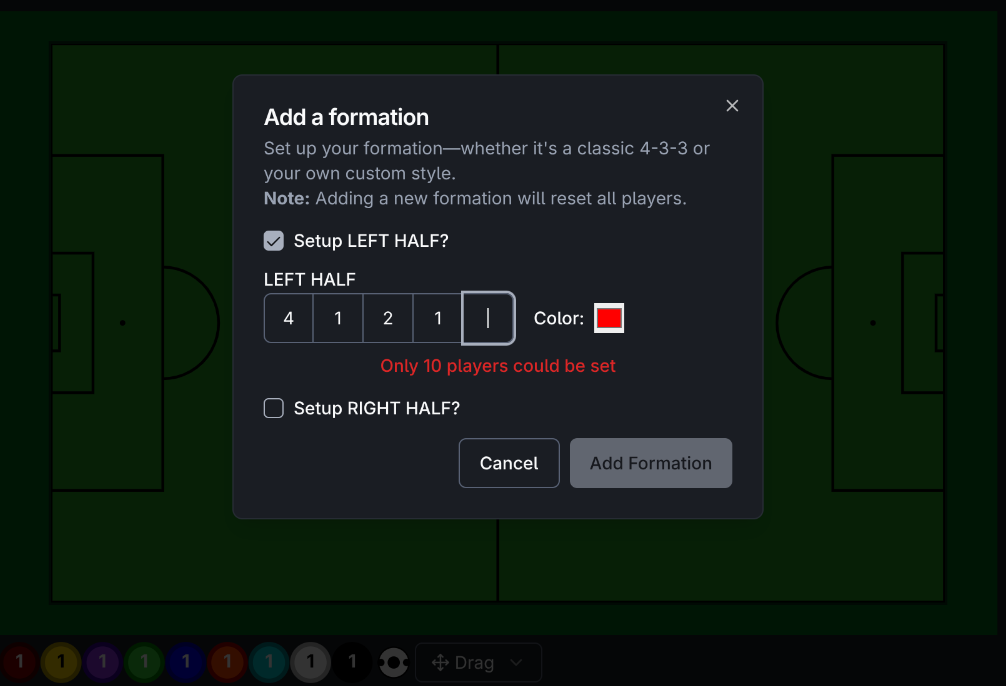 Add a formation
Set up your formation—whether it's a classic 4-3-3 or
your own custom style.
Note: Adding a new formation will reset all players.
Setup LEFT HALF?
LEFT HALF
4 1 2 1
Color:
Only 10 players could be set
Setup RIGHT HALF?
Cancel
Add Formation
1 1 1 1 1 1 1 1 1
Drag